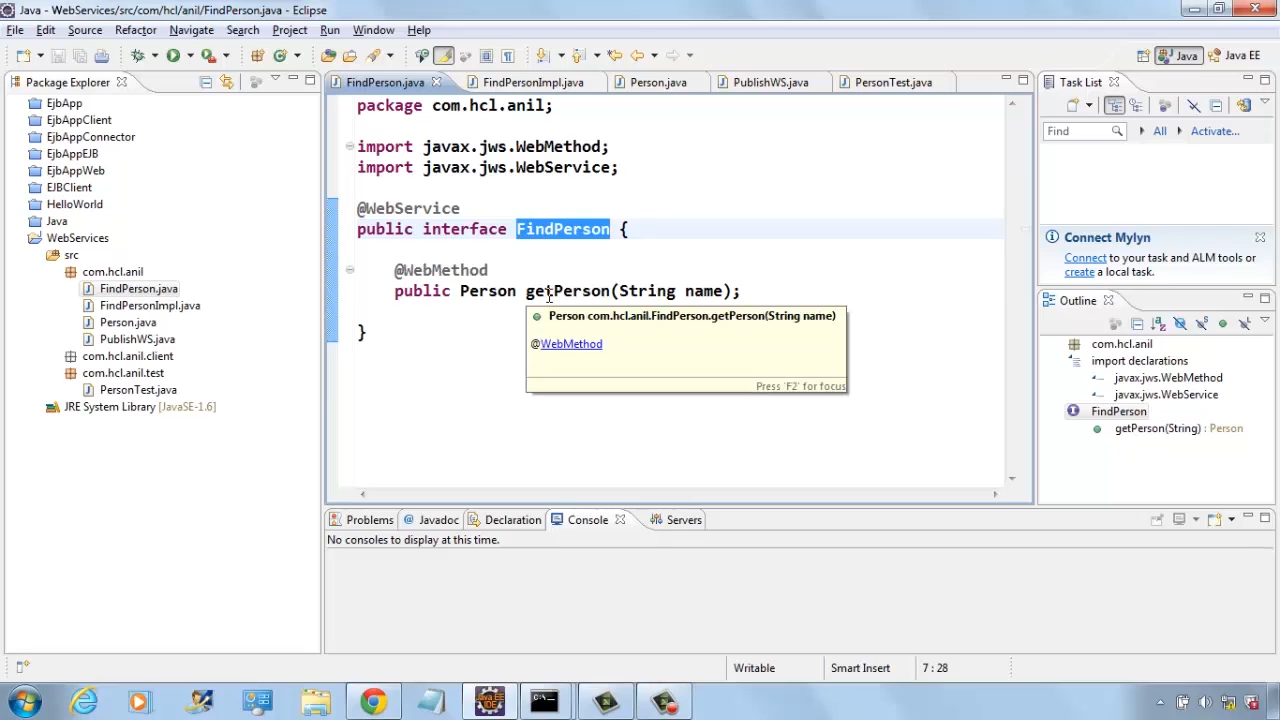 Java - WebServices/src/com/hcl/anil/FindPerson.java - Eclipse
File Edit Source Refactor Navigate Search Project Run Window Help
Java Java EE
Package Explorer
EjbApp
EjbAppClient
EjbAppConnector
EjbAppEJB
EjbAppWeb
EJBClient
HelloWorld
Java
WebServices
src
com.hcl.anil
FindPerson.java
FindPersonImpl.java
Person.java
PublishWS.java
com.hcl.anil.client
com.hcl.anil.test
PersonTest.java
JRE System Library [JavaSE-1.6]
FindPerson.java FindPersonImpl.java Person.java PublishWS.java PersonTest.java
package com.hcl.anil;
import javax.jws.WebMethod;
import javax.jws.WebService;
@WebService
public interface FindPerson {
@WebMethod
public Person getPerson(String name);
}
Person com.hcl.anil.FindPerson.getPerson(String name)
@WebMethod
Press 'F2' for focus
Task List
Find All Activate...
Connect Mylyn
Connect to your task and ALM tools or
create a local task.
Outline
com.hcl.anil
import declarations
javax.jws.WebMethod
javax.jws.WebService
FindPerson
getPerson(String) : Person
Problems Javadoc Declaration Console Servers
No consoles to display at this time.
Writable Smart Insert 7 : 28